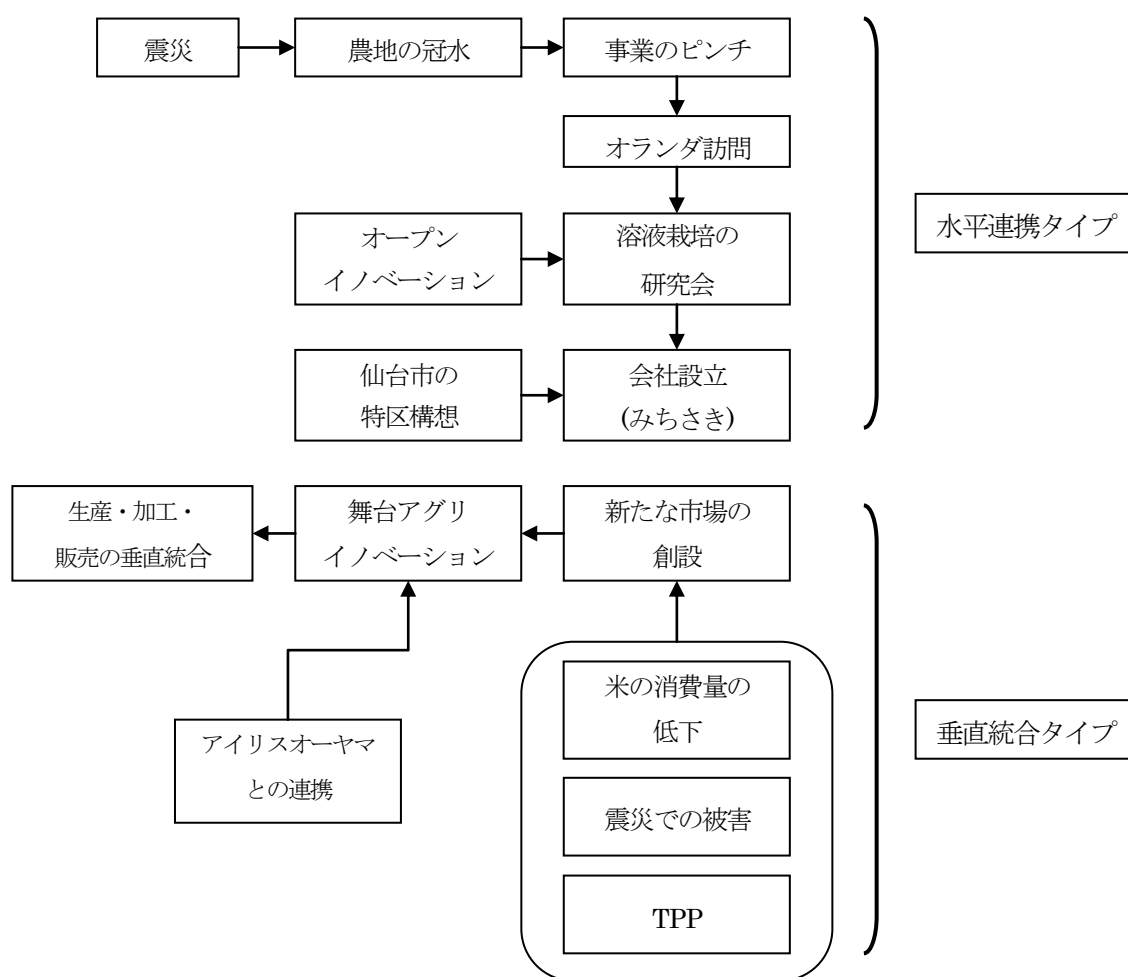 震災
農地の冠水
事業のピンチ
オランダ訪問
オープン
イノベーション
溶液栽培の
研究会
水平連携タイプ
仙台市の
特区構想
会社設立
(みちさき)
生産・加工・
販売の垂直統合
舞台アグリ
イノベーション
新たな市場の
創設
アイリスオーヤマ
との連携
米の消費量の
低下
震災での被害
TPP
垂直統合タイプ